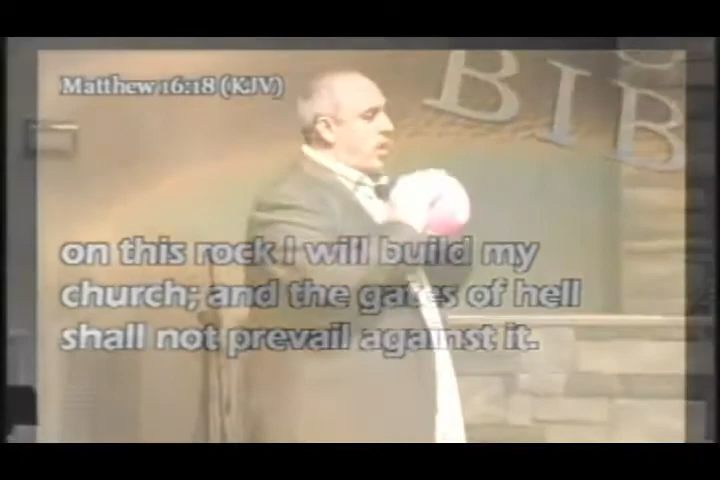 BIB
Matthew 16:18 (KJV)
on this rock I will build my
church; and the gates of hell
shall not prevail against it.